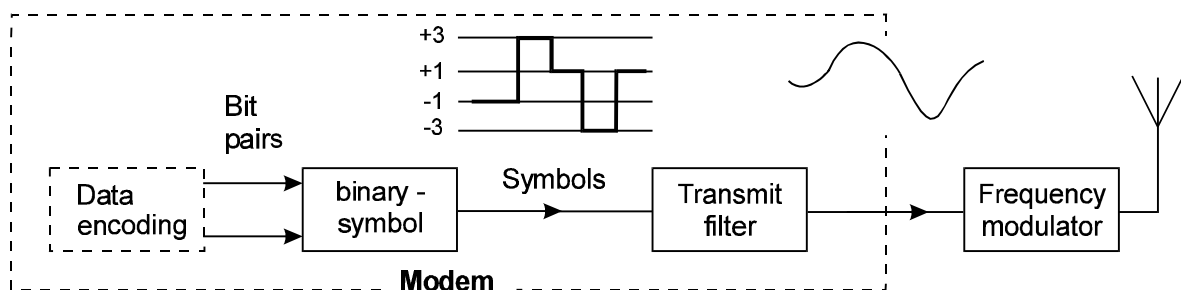 +3
+1
-1
-3
Bit
pairs
Data
encoding
binary -
symbol
Symbols
Transmit
filter
Frequency
modulator
Modem